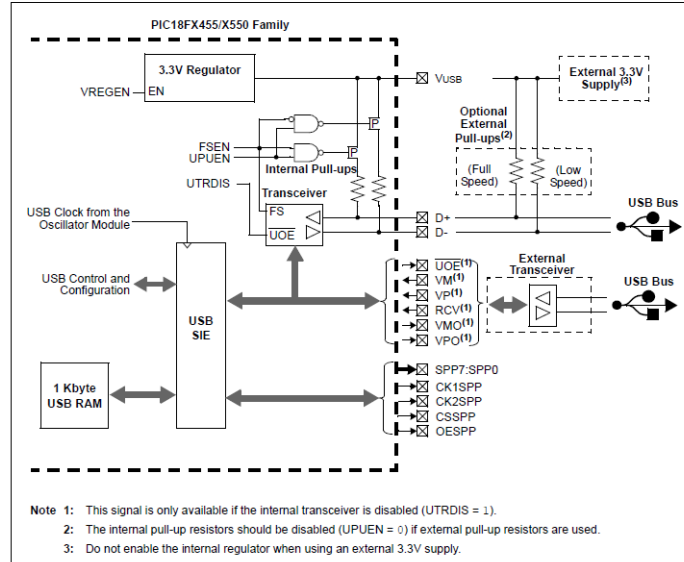 PIC18FX455/X550 Family
3.3V Regulator
VREGEN
EN
VUSB
External 3.3V
Supply(3)
P
FSEN
UPUEN
P
Internal Pull-ups
Optional
External
Pull-ups(2)
(Full
Speed)
(Low
Speed)
UTRDIS
Transceiver
FS
UOE
USB Clock from the
Oscillator Module
D+
D-
USB Bus
USB Control and
Configuration
USB
SIE
UOE(1)
VM(1)
VP(1)
RCV(1)
VMO(1)
VPO(1)
External
Transceiver
USB Bus
1 Kbyte
USB RAM
SPP7:SPP0
CK1SPP
CK2SPP
CSSPP
OESPP
Note 1: This signal is only available if the internal transceiver is disabled (UTRDIS = 1).
2: The internal pull-up resistors should be disabled (UPUEN = 0) if external pull-up resistors are used.
3: Do not enable the internal regulator when using an external 3.3V supply.